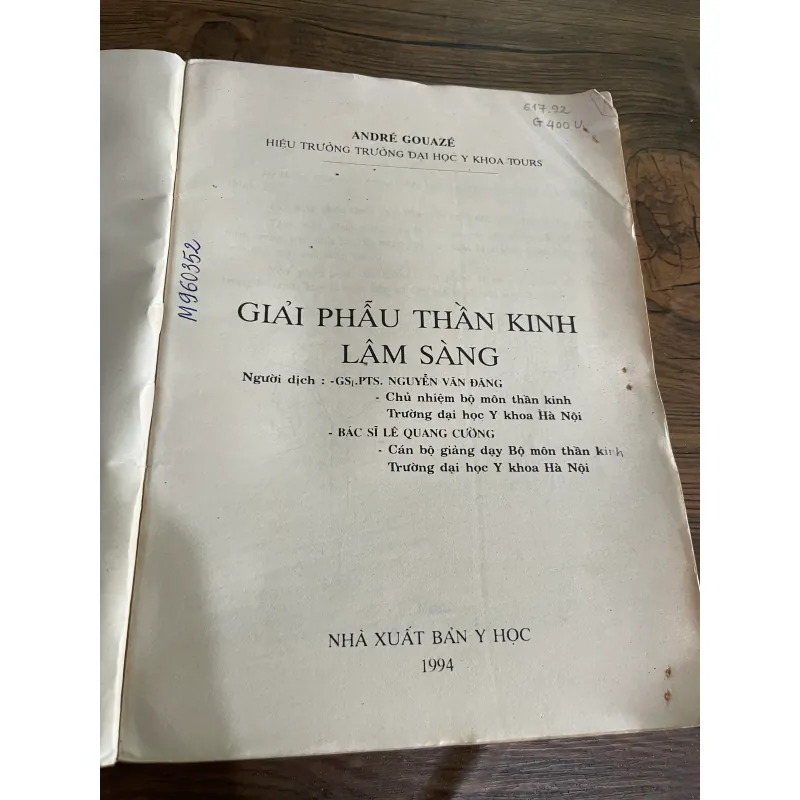 617.92
G400U
ANDRÉ GOUAZÉ
HIỆU TRƯỞNG TRƯỜNG ĐẠI HỌC Y KHOA TOURS
M960352
GIẢI PHẪU THẦN KINH
LÂM SÀNG
Người dịch : -GS.PTS. NGUYỄN VĂN ĐĂNG
- Chủ nhiệm bộ môn thần kinh
Trường đại học Y khoa Hà Nội
- BÁC SĨ LÊ QUANG CƯỜNG
- Cán bộ giảng dạy Bộ môn thần kinh
Trường đại học Y khoa Hà Nội
NHÀ XUẤT BẢN Y HỌC
1994